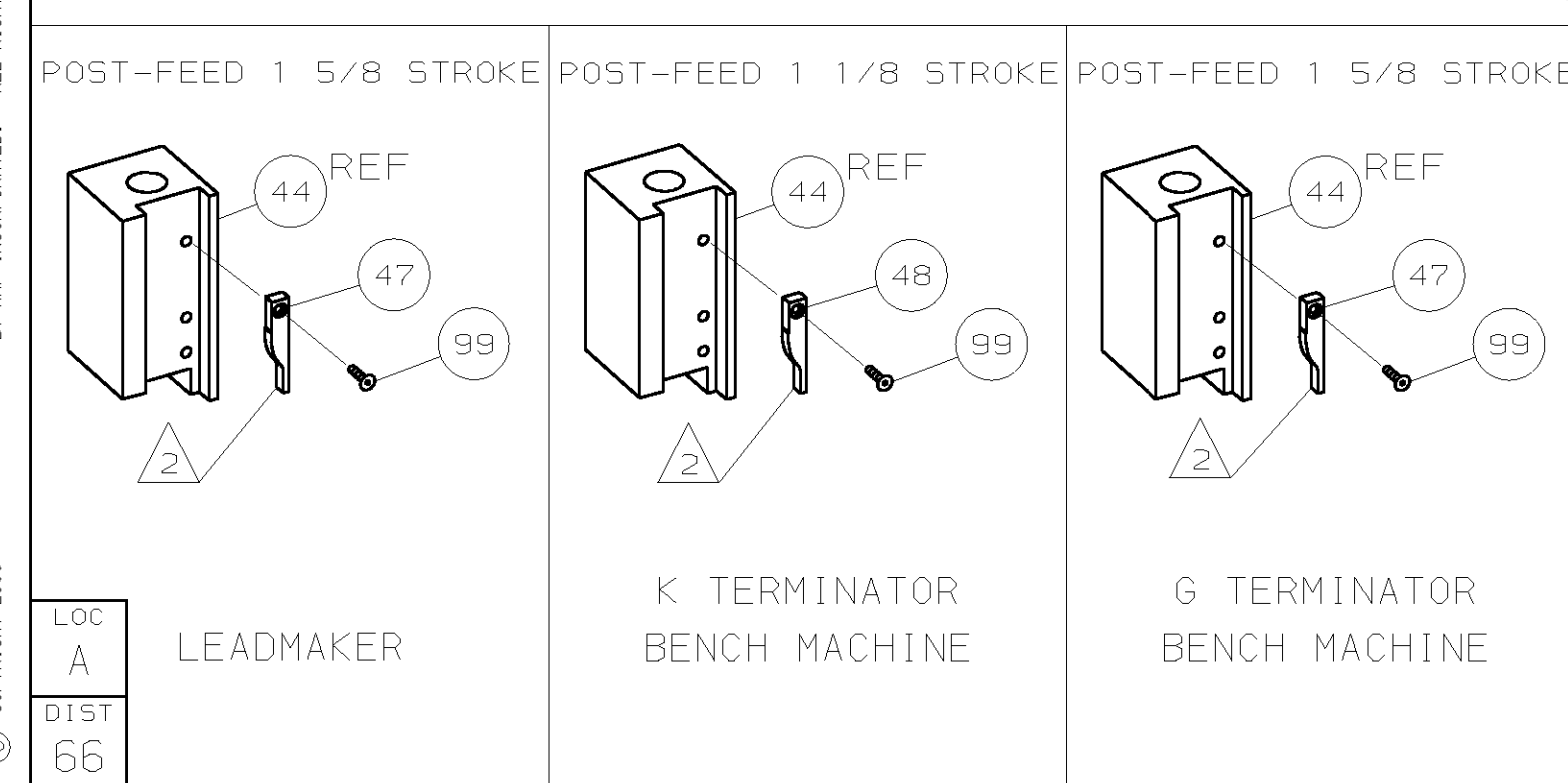 POST-FEED 1 5/8 STROKE
44 REF
47
99
2
LEADMAKER
POST-FEED 1 1/8 STROKE
44 REF
48
99
2
K TERMINATOR
BENCH MACHINE
POST-FEED 1 5/8 STROKE
44 REF
47
99
2
G TERMINATOR
BENCH MACHINE
LOC
A
DIST
66